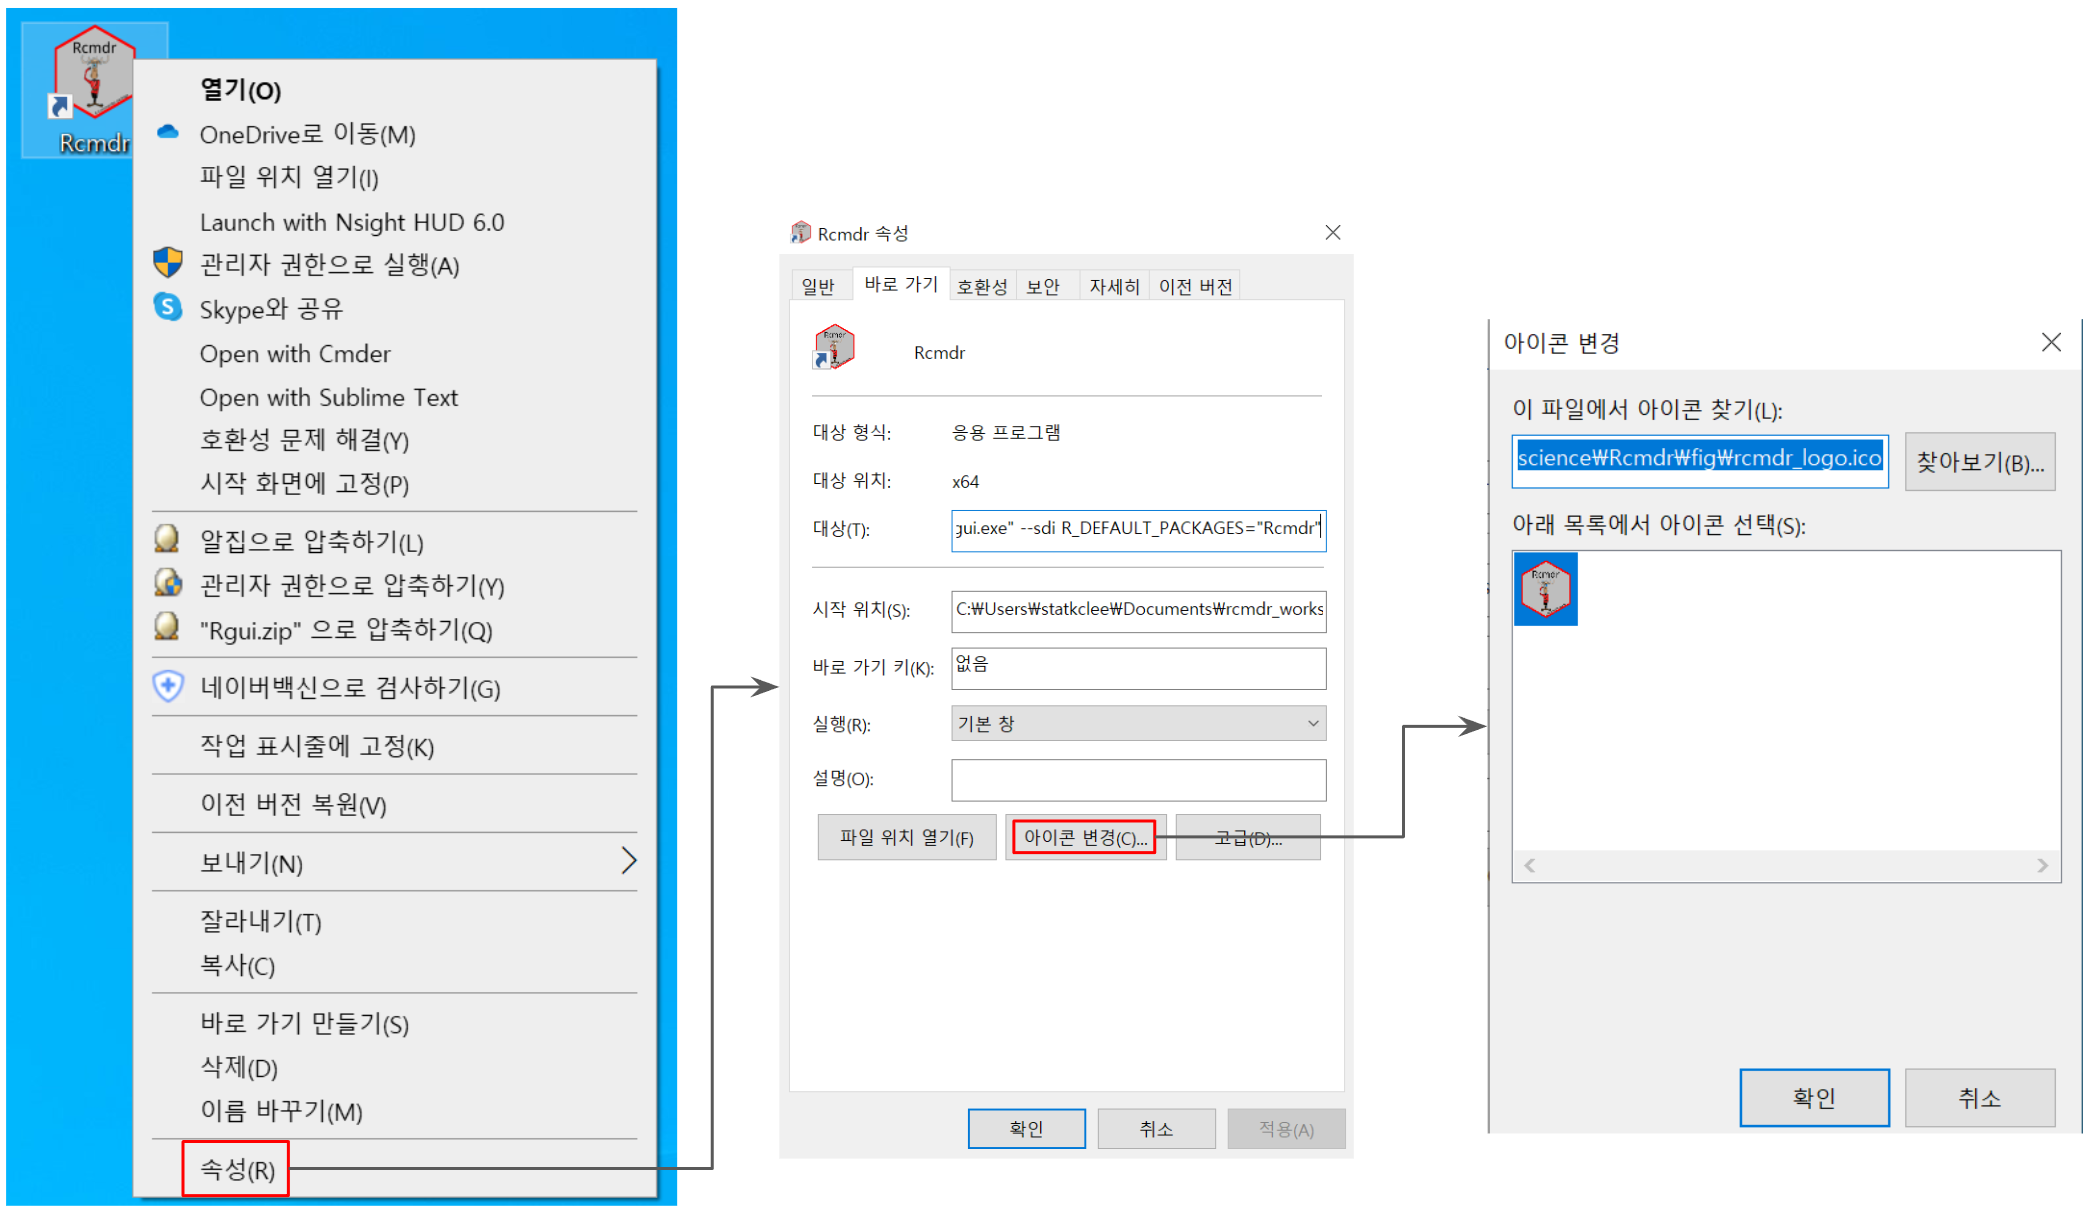 Rcmdr
Rcmdr
열기(O)
OneDrive로 이동(M)
파일 위치 열기(I)
Launch with Nsight HUD 6.0
관리자 권한으로 실행(A)
Skype와 공유
Open with Cmder
Open with Sublime Text
호환성 문제 해결(Y)
시작 화면에 고정(P)
알집으로 압축하기(L)
관리자 권한으로 압축하기(Y)
"Rgui.zip" 으로 압축하기(Q)
네이버백신으로 검사하기(G)
작업 표시줄에 고정(K)
이전 버전 복원(V)
보내기(N)
잘라내기(T)
복사(C)
바로 가기 만들기(S)
삭제(D)
이름 바꾸기(M)
속성(R)
Rcmdr 속성
일반 바로 가기 호환성 보안 자세히 이전 버전
Rcmdr
Rcmdr
대상 형식: 응용 프로그램
대상 위치: x64
대상(T): gui.exe" --sdi R_DEFAULT_PACKAGES="Rcmdr"
시작 위치(S): C:₩Users₩statkclee₩Documents₩rcmdr_works
바로 가기 키(K): 없음
실행(R): 기본 창
설명(O):
파일 위치 열기(F) 아이콘 변경(C)... 고급(D)...
확인 취소 적용(A)
아이콘 변경
이 파일에서 아이콘 찾기(L):
science₩Rcmdr₩fig₩rcmdr_logo.ico 찾아보기(B)...
아래 목록에서 아이콘 선택(S):
Rcmdr
확인 취소